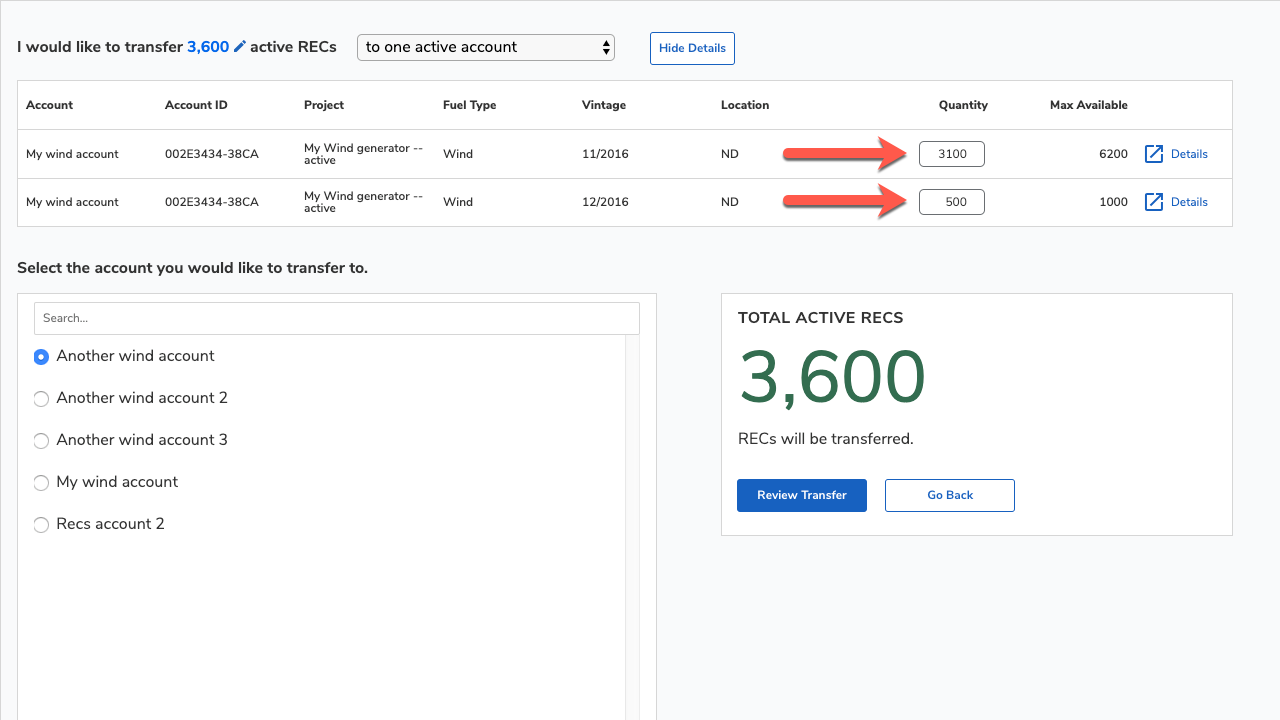 I would like to transfer 3,600 active RECs to one active account Hide Details
Account Account ID Project Fuel Type Vintage Location Quantity Max Available
My wind account 002E3434-38CA My Wind generator -- active Wind 11/2016 ND 3100 6200 Details
My wind account 002E3434-38CA My Wind generator -- active Wind 12/2016 ND 500 1000 Details
Select the account you would like to transfer to.
Search...
Another wind account
Another wind account 2
Another wind account 3
My wind account
Recs account 2
TOTAL ACTIVE RECS
3,600
RECs will be transferred.
Review Transfer Go Back